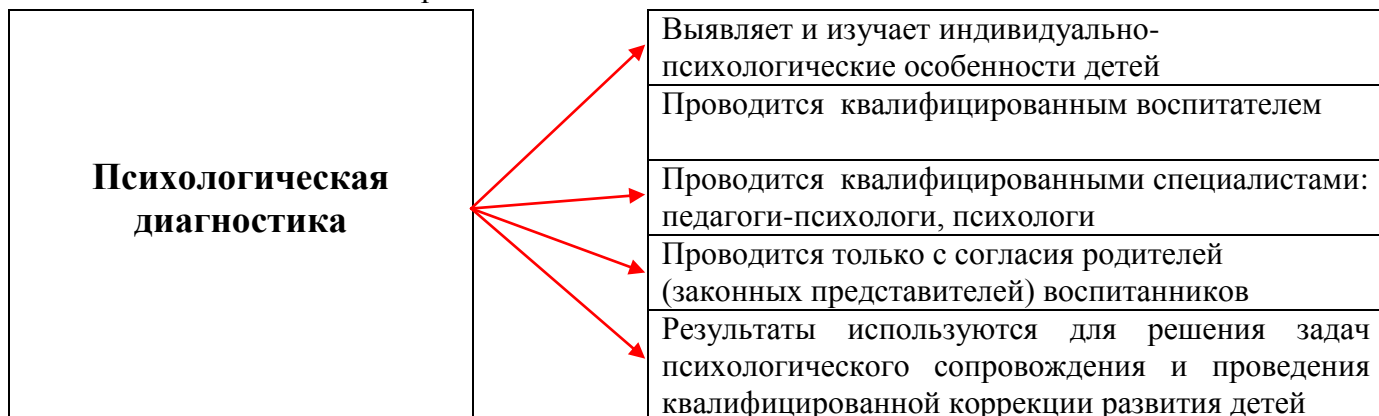 Психологическая
диагностика
Выявляет и изучает индивидуально-
психологические особенности детей
Проводится квалифицированным воспитателем
Проводится квалифицированными специалистами:
педагоги-психологи, психологи
Проводится только с согласия родителей
(законных представителей) воспитанников
Результаты используются для решения задач
психологического сопровождения и проведения
квалифицированной коррекции развития детей